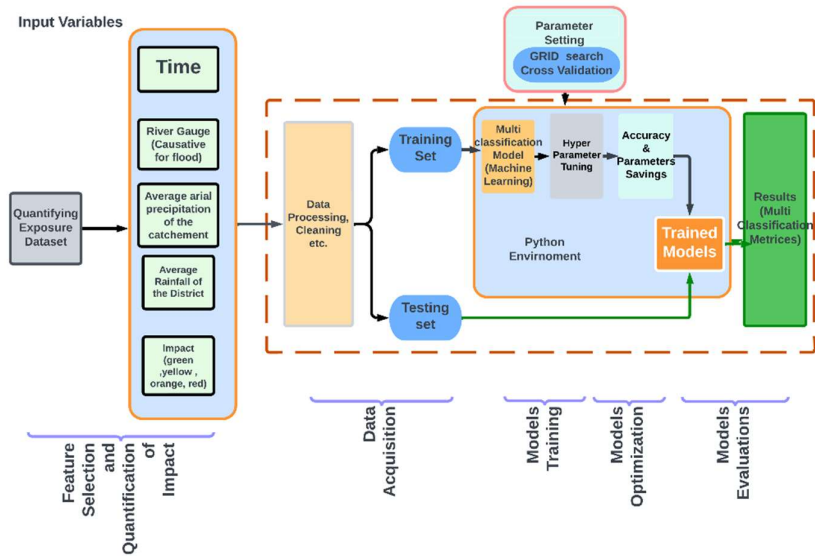 Input Variables
Time
River Gauge
(Causative
for flood)
Average arial
precipitation
of the
catchement
Average
Rainfall of
the District
Impact
(green
,yellow ,
orange, red)
Quantifying
Exposure
Dataset
Data
Processing,
Cleaning
etc.
Training
Set
Testing
set
Parameter
Setting
GRID search
Cross Validation
Multi
classification
Model
(Machine
Learning)
Hyper
Parameter
Tuning
Accuracy
&
Parameters
Savings
Python
Envirnoment
Trained
Models
Results
(Multi
Classification
Metrices)
Feature
Selection
and
Quantification
of
Impact
Data
Acquisition
Models
Training
Models
Optimization
Models
Evaluations